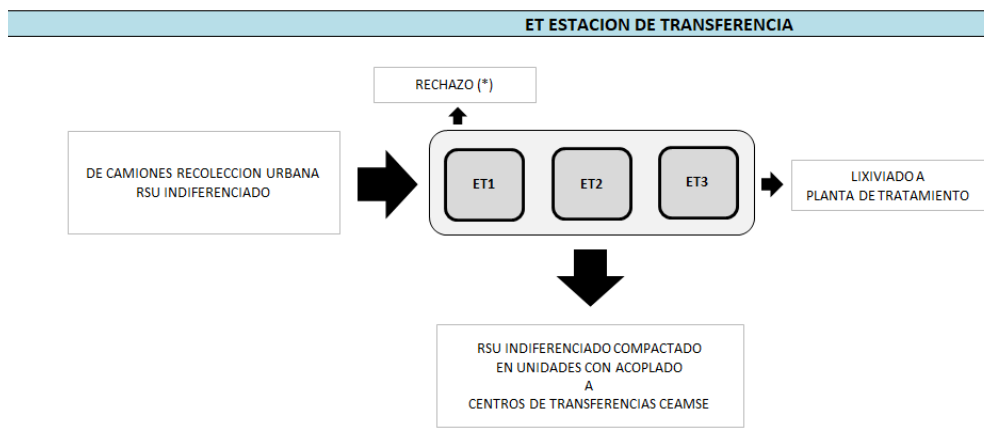 ET ESTACION DE TRANSFERENCIA
RECHAZO (*)
DE CAMIONES RECOLECCION URBANA
RSU INDIFERENCIADO
ET1
ET2
ET3
LIXIVIADO A
PLANTA DE TRATAMIENTO
RSU INDIFERENCIADO COMPACTADO
EN UNIDADES CON ACOPLADO
A
CENTROS DE TRANSFERENCIAS CEAMSE